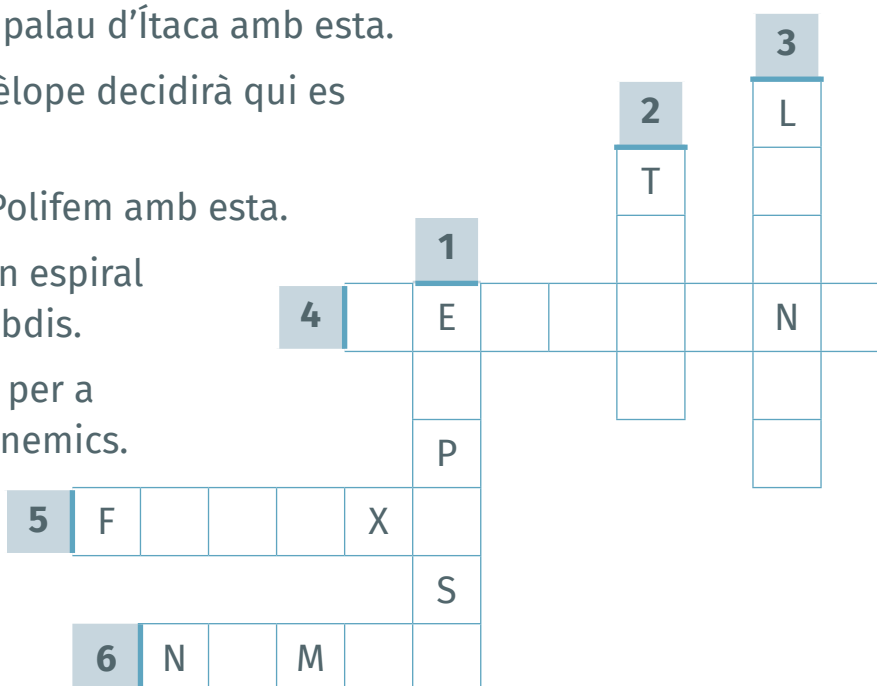 palau d'Ítaca amb esta.
èlope decidirà qui es
Polifem amb esta.
n espiral
bdis.
per a
nemics.
3
2
L
T
1
4
E
N
P
5
F
X
S
6
N
M